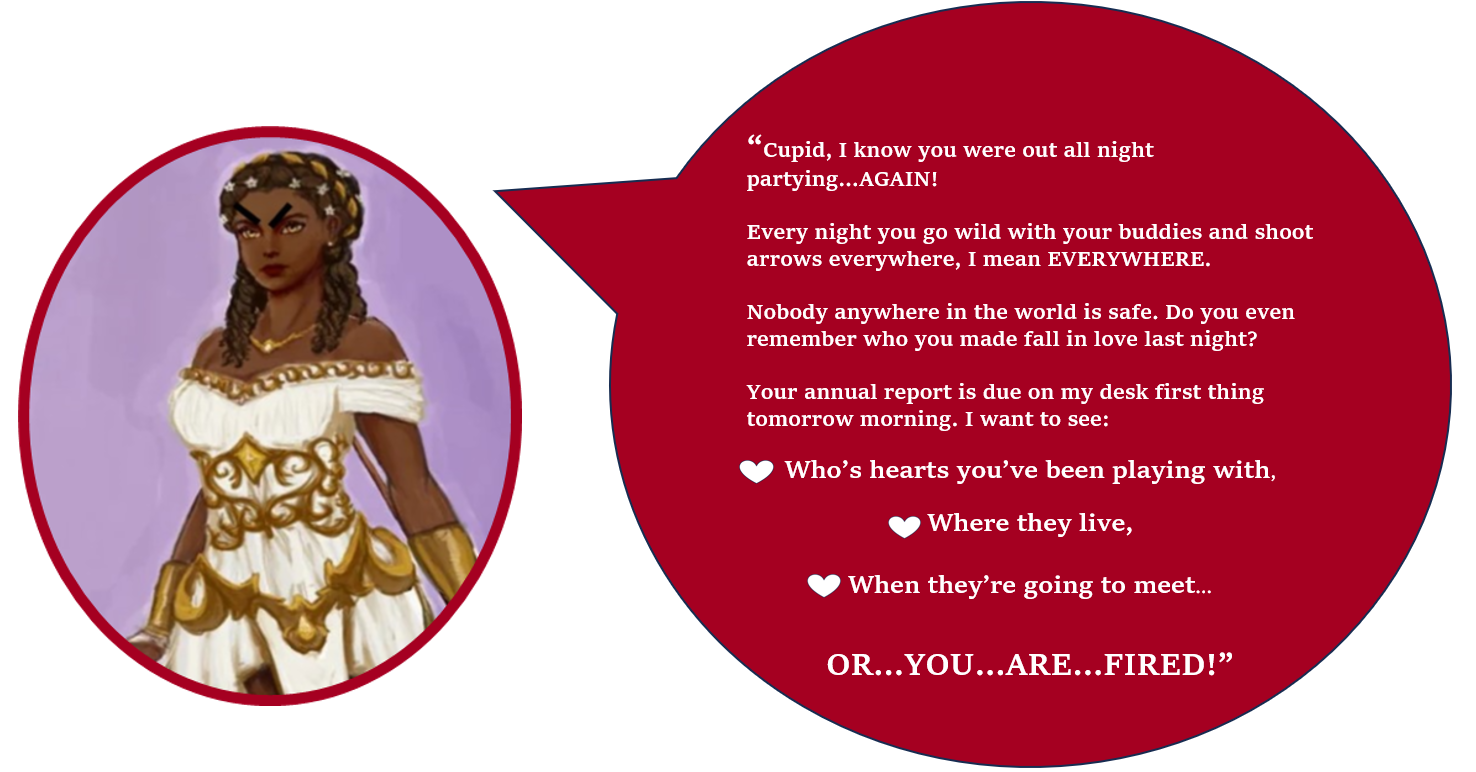 “Cupid, I know you were out all night
partying...AGAIN!
Every night you go wild with your buddies and shoot
arrows everywhere, I mean EVERYWHERE.
Nobody anywhere in the world is safe. Do you even
remember who you made fall in love last night?
Your annual report is due on my desk first thing
tomorrow morning. I want to see:
Who’s hearts you’ve been playing with,
Where they live,
When they’re going to meet...
OR...YOU...ARE...FIRED!”